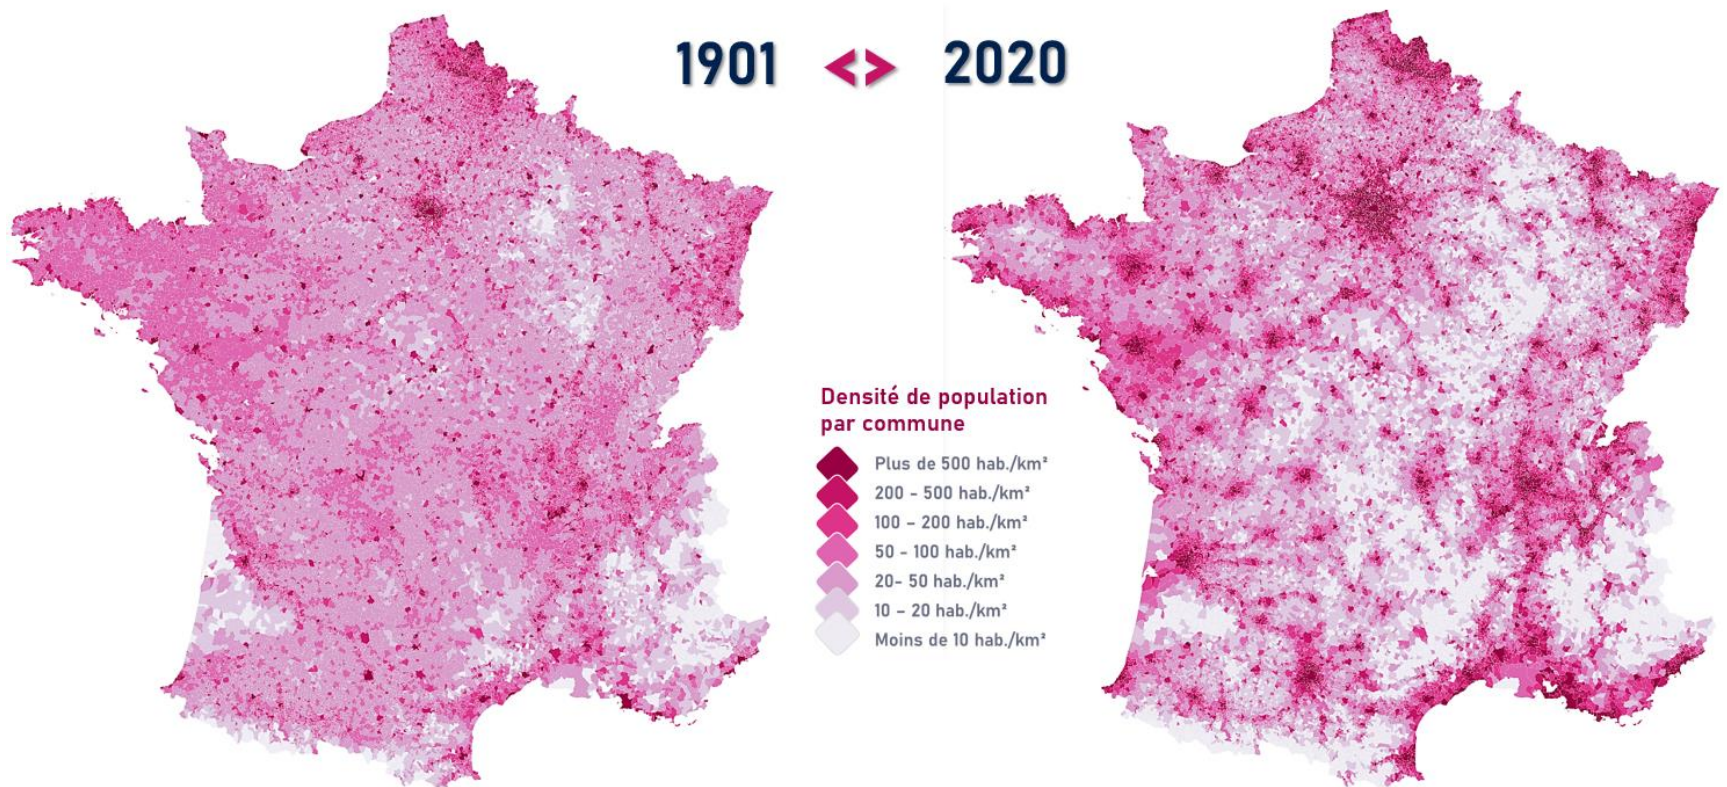 1901 <> 2020
Densité de population
par commune
Plus de 500 hab./km²
200 - 500 hab./km²
100 – 200 hab./km²
50 - 100 hab./km²
20- 50 hab./km²
10 – 20 hab./km²
Moins de 10 hab./km²